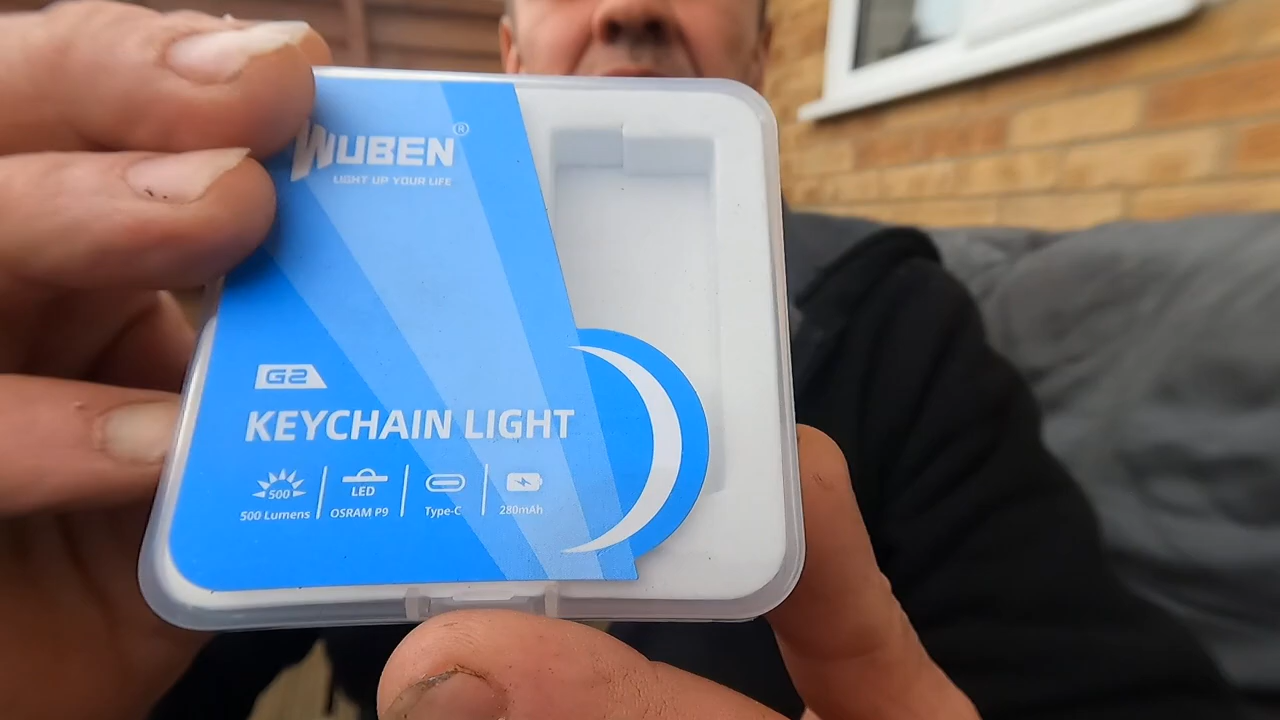 WUBEN®
LIGHT UP YOUR LIFE
G2
KEYCHAIN LIGHT
500
LED
500 Lumens
OSRAM P9
Type-C
280mAh